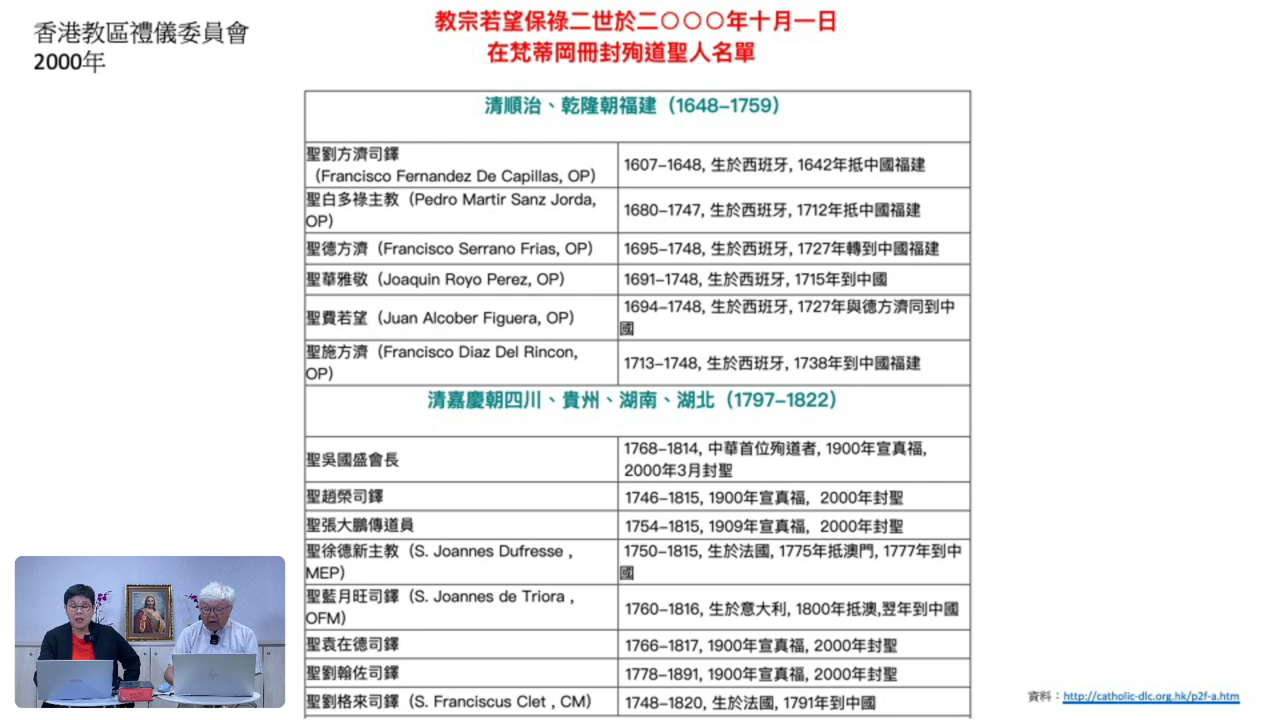 香港教區禮儀委員會
2000年
教宗若望保祿二世於二〇〇〇年十月一日
在梵蒂岡冊封殉道聖人名單
清順治、乾隆朝福建（1648–1759）
聖劉方濟司鐸
（Francisco Fernandez De Capillas, OP）
1607–1648, 生於西班牙, 1642年抵中國福建
聖白多祿主教（Pedro Martir Sanz Jorda,
OP）
1680–1747, 生於西班牙, 1712年抵中國福建
聖德方濟（Francisco Serrano Frias, OP）
1695–1748, 生於西班牙, 1727年轉到中國福建
聖華雅敬（Joaquin Royo Perez, OP）
1691–1748, 生於西班牙, 1715年到中國
聖費若望（Juan Alcober Figuera, OP）
1694–1748, 生於西班牙, 1727年與德方濟同到中
國
聖施方濟（Francisco Diaz Del Rincon,
OP）
1713–1748, 生於西班牙, 1738年到中國福建
清嘉慶朝四川、貴州、湖南、湖北（1797–1822）
聖吳國盛會長
1768–1814, 中華首位殉道者, 1900年宣真福,
2000年3月封聖
聖趙榮司鐸
1746–1815, 1900年宣真福, 2000年封聖
聖張大鵬傳道員
1754–1815, 1909年宣真福, 2000年封聖
聖徐德新主教（S. Joannes Dufresse ,
MEP）
1750–1815, 生於法國, 1775年抵澳門, 1777年到中
國
聖藍月旺司鐸（S. Joannes de Triora ,
OFM）
1760–1816, 生於意大利, 1800年抵澳,翌年到中國
聖袁在德司鐸
1766–1817, 1900年宣真福, 2000年封聖
聖劉翰佐司鐸
1778–1891, 1900年宣真福, 2000年封聖
聖劉格來司鐸（S. Franciscus Clet , CM）
1748–1820, 生於法國, 1791年到中國
資料：http://catholic-dlc.org.hk/p2f-a.htm